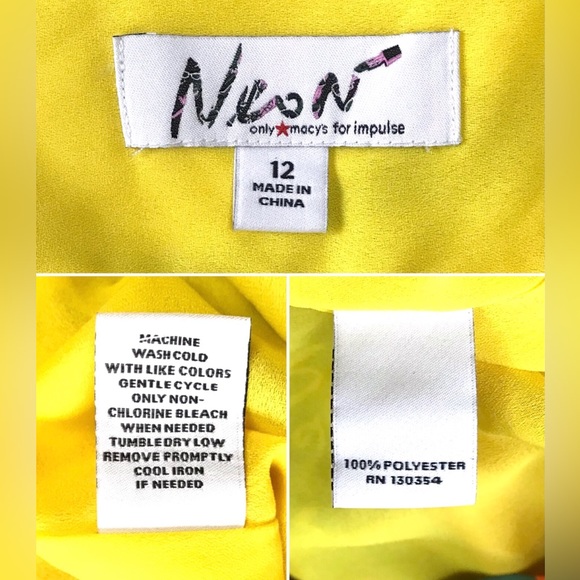 NeoN
only★macy's for impulse
12
MADE IN
CHINA
MACHINE
WASH COLD
WITH LIKE COLORS
GENTLE CYCLE
ONLY NON-
CHLORINE BLEACH
WHEN NEEDED
TUMBLE DRY LOW
REMOVE PROMPTLY
COOL IRON
IF NEEDED
100% POLYESTER
RN 130354